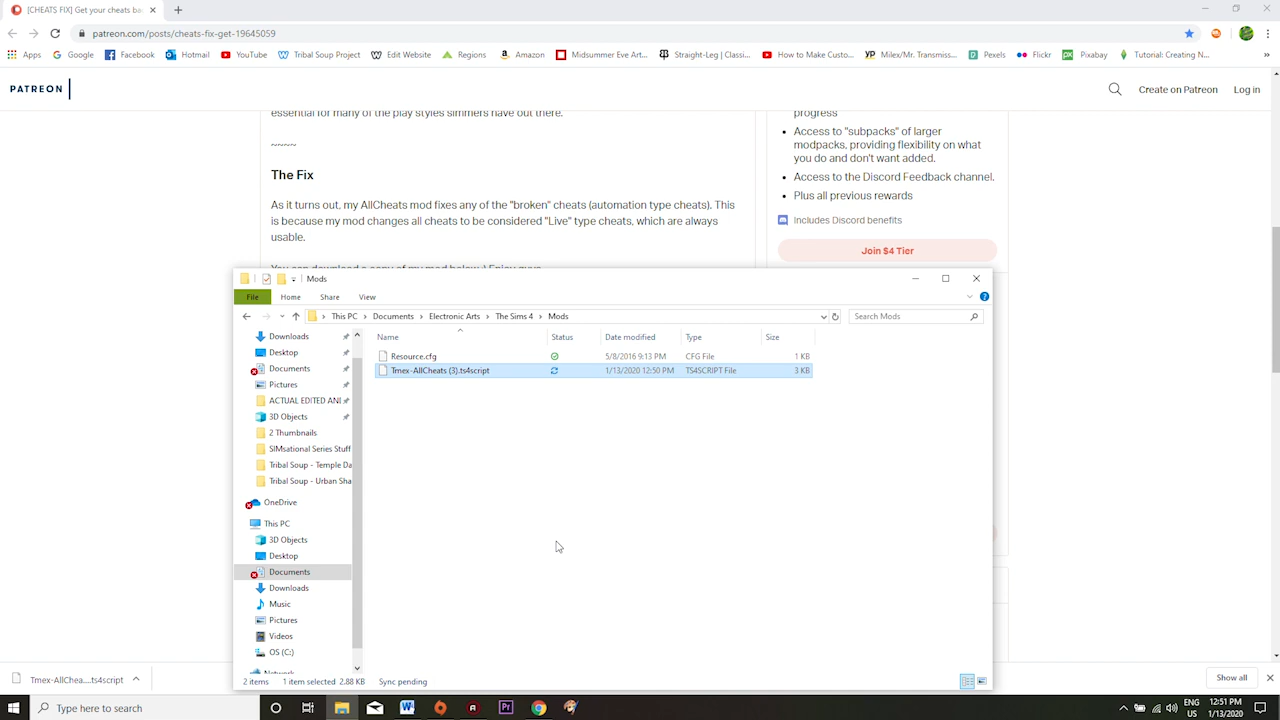 [CHEATS FIX] Get your cheats ba
patreon.com/posts/cheats-fix-get-19645059
Apps Google Facebook Hotmail YouTube Tribal Soup Project Edit Website Regions Amazon Midsummer Eve Art... Straight-Leg | Classi... How to Make Custo... Milex/Mr. Transmiss... Pexels Flickr Pixabay Tutorial: Creating N... »
PATREON
Create on Patreon Log in
essential for many of the play styles simmers have out there.
~~~~~
The Fix
As it turns out, my AllCheats mod fixes any of the "broken" cheats (automation type cheats). This
is because my mod changes all cheats to be considered "Live" type cheats, which are always
usable.
You can download a copy of my mod below :) Enjoy guys
progress
• Access to "subpacks" of larger
modpacks, providing flexibility on what
you do and don't want added.
• Access to the Discord Feedback channel.
• Plus all previous rewards
Includes Discord benefits
Join $4 Tier
Mods
File Home Share View
This PC › Documents › Electronic Arts › The Sims 4 › Mods
Search Mods
Name Status Date modified Type Size
Resource.cfg 5/8/2016 9:13 PM CFG File 1 KB
Tmex-AllCheats (3).ts4script 1/13/2020 12:50 PM TS4SCRIPT File 3 KB
Downloads
Desktop
Documents
Pictures
ACTUAL EDITED ANI
3D Objects
2 Thumbnails
SIMsational Series Stuff
Tribal Soup - Temple Da
Tribal Soup - Urban Sha
OneDrive
This PC
3D Objects
Desktop
Documents
Downloads
Music
Pictures
Videos
OS (C:)
Network
2 items 1 item selected 2.88 KB Sync pending
Tmex-AllChea....ts4script
Show all
Type here to search
ENG
US
12:51 PM
1/13/2020